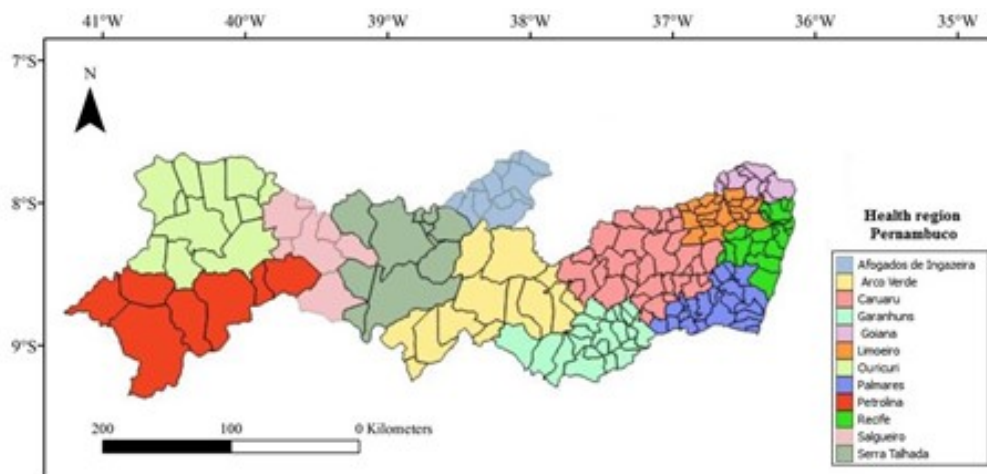 41°W 40°W 39°W 38°W 37°W 36°W 35°W
7°S
N
8°S
9°S
200 100 0 Kilometers
Health region
Pernambuco
Afogados de Ingazeira
Arco Verde
Caruaru
Garanhuns
Goiana
Limoeiro
Ouricuri
Palmares
Petrolina
Recife
Salgueiro
Serra Talhada